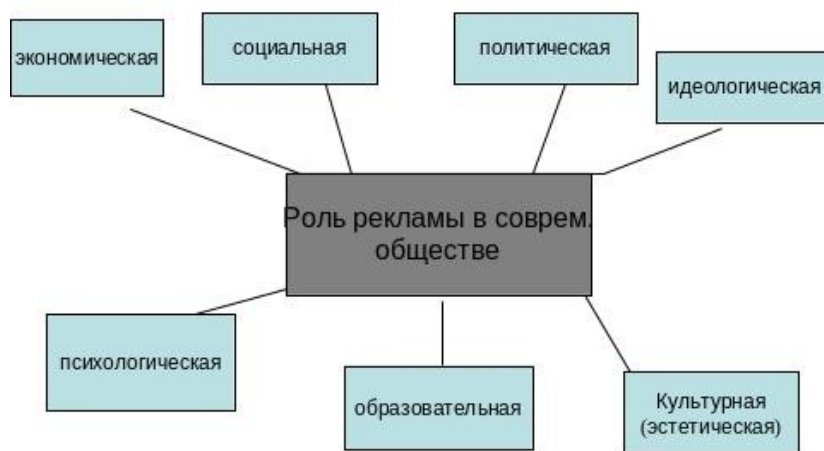 экономическая
социальная
политическая
идеологическая
Роль рекламы в соврем.
обществе
психологическая
образовательная
Культурная
(эстетическая)